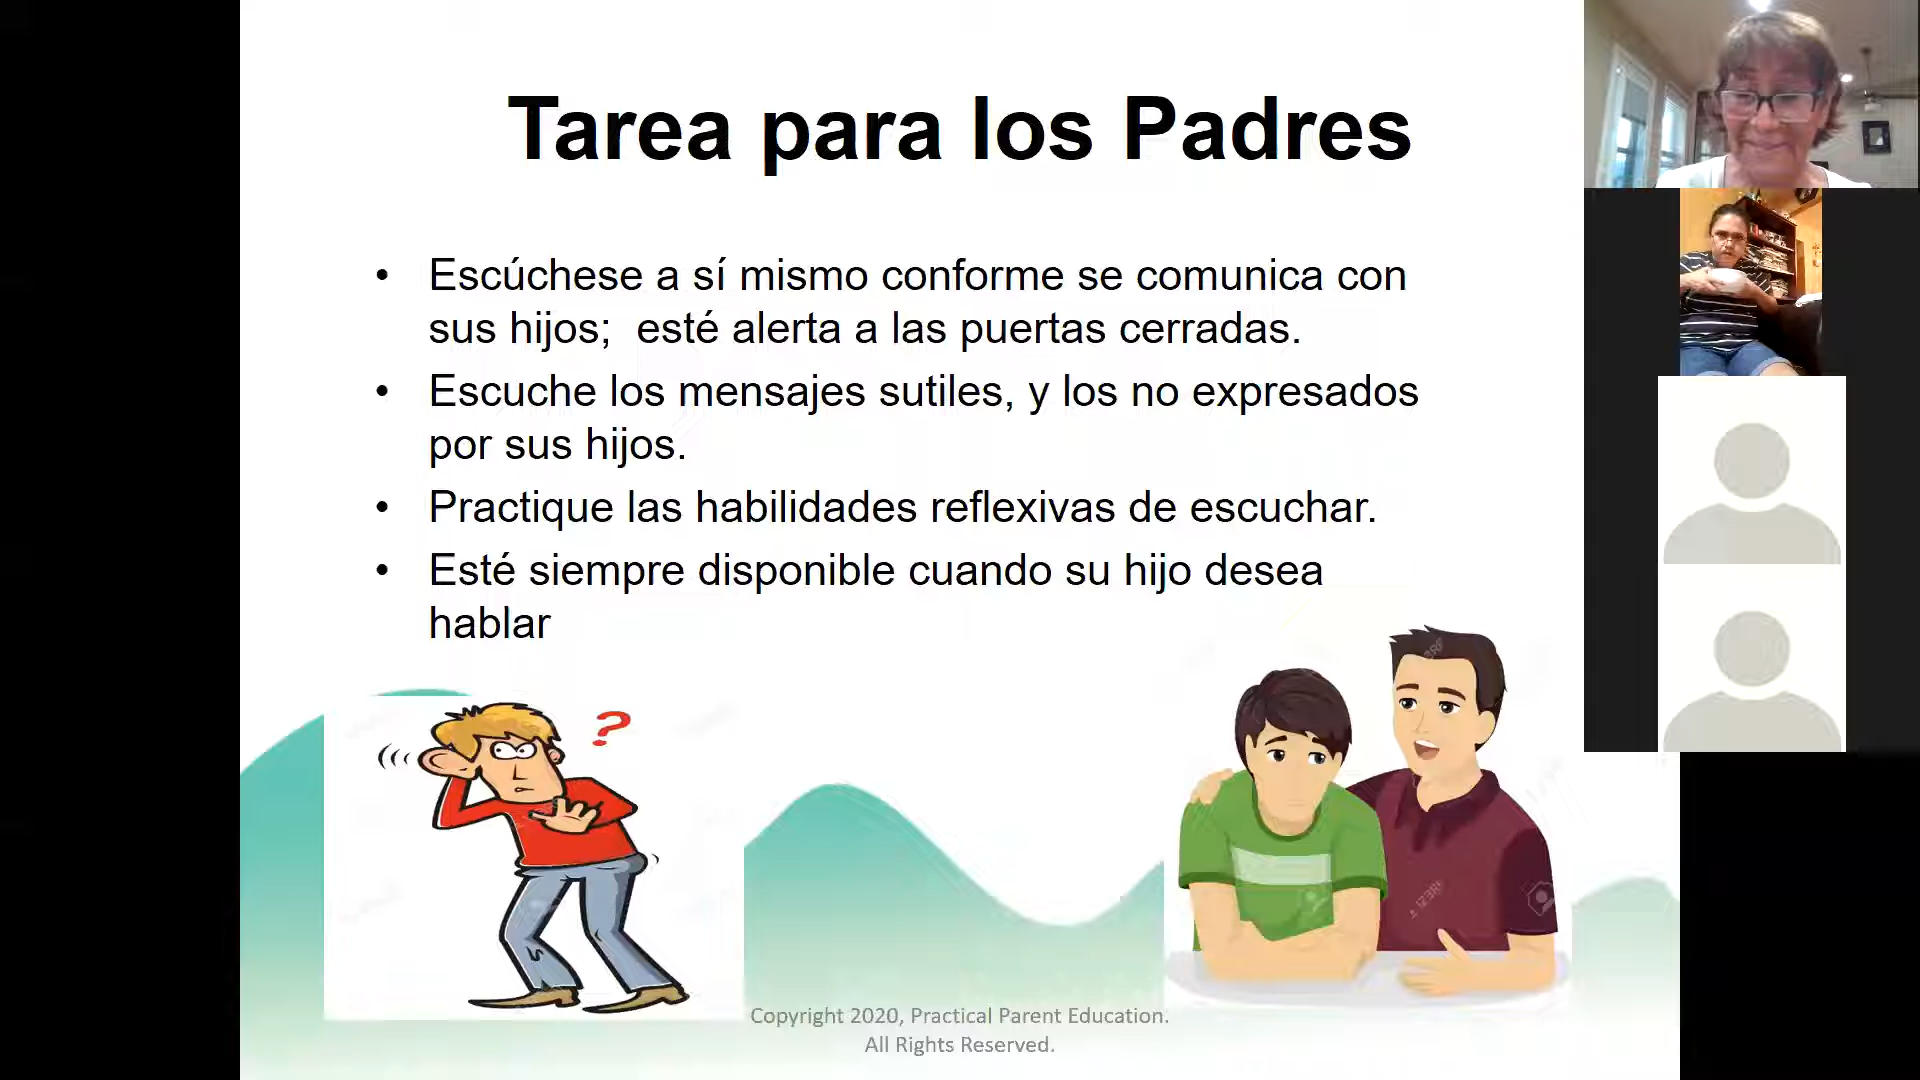 Tarea para los Padres
• Escúchese a sí mismo conforme se comunica con
sus hijos;  esté alerta a las puertas cerradas.
• Escuche los mensajes sutiles, y los no expresados
por sus hijos.
• Practique las habilidades reflexivas de escuchar.
• Esté siempre disponible cuando su hijo desea
hablar
?
Copyright 2020, Practical Parent Education.
All Rights Reserved.